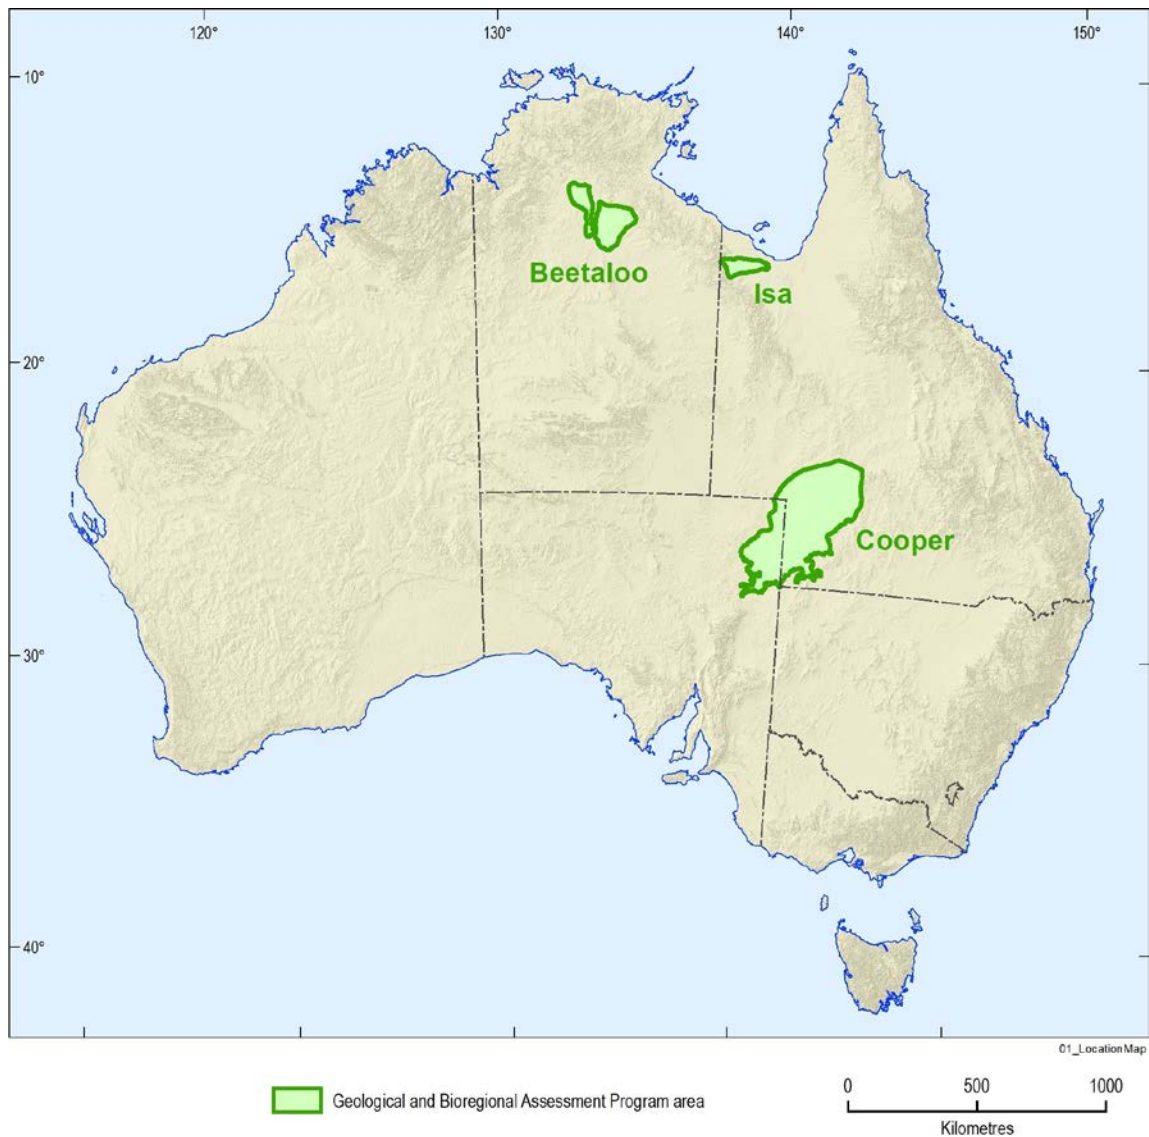 120° 130° 140° 150°
10°
Beetaloo
Isa
20°
Cooper
30°
40°
01_LocationMap
Geological and Bioregional Assessment Program area
0 500 1000
Kilometres